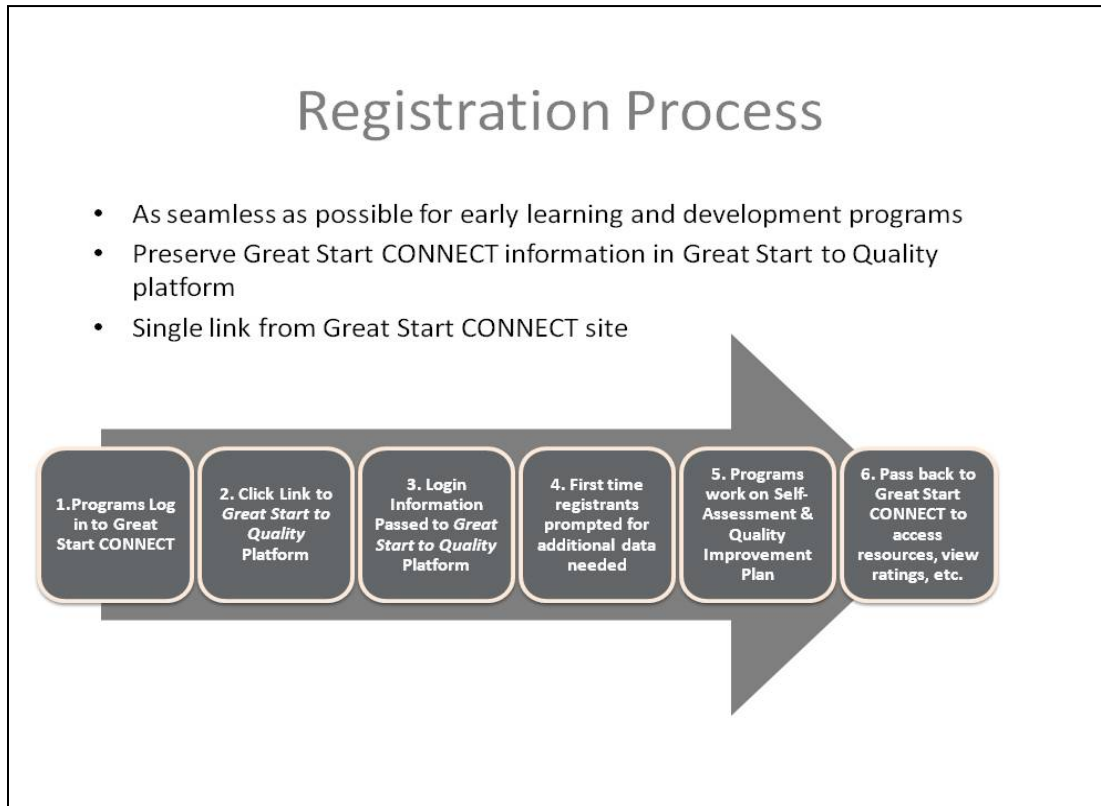 Registration Process
• As seamless as possible for early learning and development programs
• Preserve Great Start CONNECT information in Great Start to Quality
platform
• Single link from Great Start CONNECT site
1.Programs Log
in to Great
Start CONNECT
2. Click Link to
Great Start to
Quality
Platform
3. Login
Information
Passed to Great
Start to Quality
Platform
4. First time
registrants
prompted for
additional data
needed
5. Programs
work on Self-
Assessment &
Quality
Improvement
Plan
6. Pass back to
Great Start
CONNECT to
access
resources, view
ratings, etc.